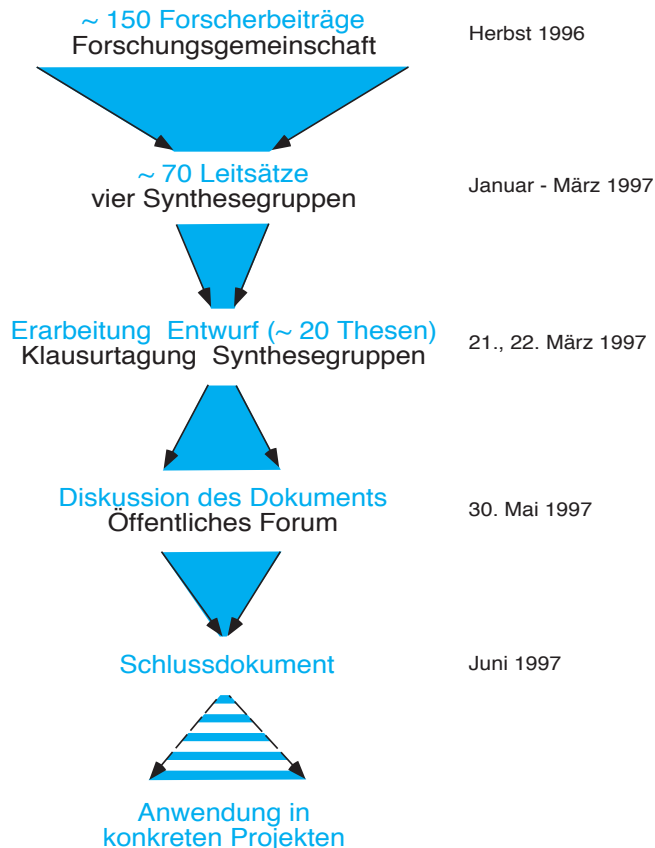 ~ 150 Forscherbeiträge
Forschungsgemeinschaft
Herbst 1996
~ 70 Leitsätze
vier Synthesegruppen
Januar - März 1997
Erarbeitung Entwurf (~ 20 Thesen)
Klausurtagung Synthesegruppen
21., 22. März 1997
Diskussion des Dokuments
Öffentliches Forum
30. Mai 1997
Schlussdokument
Juni 1997
Anwendung in
konkreten Projekten